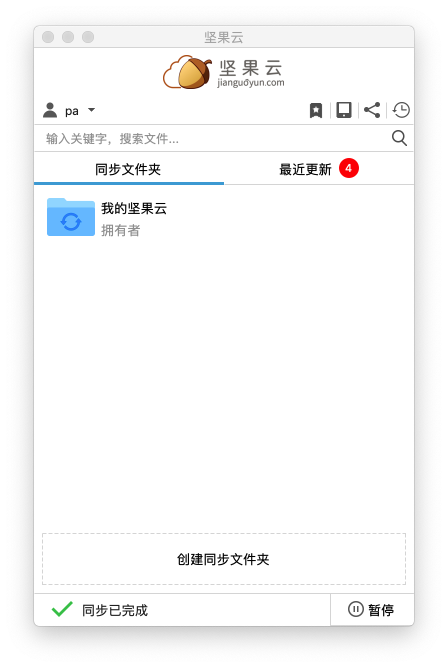 坚果云
坚果云
jianguoyun.com
pa
输入关键字，搜索文件...
同步文件夹
最近更新 4
我的坚果云
拥有者
创建同步文件夹
同步已完成
暂停